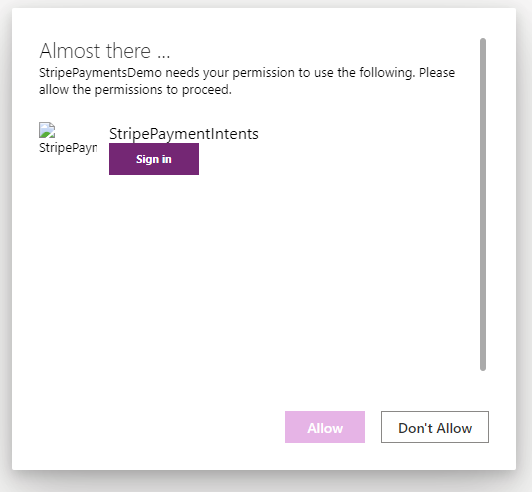 Almost there ...
StripePaymentsDemo needs your permission to use the following. Please
allow the permissions to proceed.
StripePaymentIntents
StripePaym
Sign in
Allow
Don't Allow